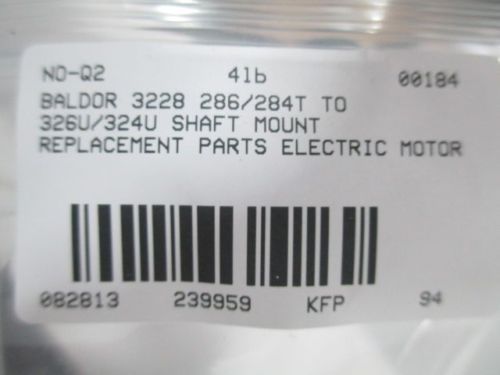 NO-Q2 4lb 00184
BALDOR 3228 286/284T TO
326U/324U SHAFT MOUNT
REPLACEMENT PARTS ELECTRIC MOTOR
082813 239959 KFP 94